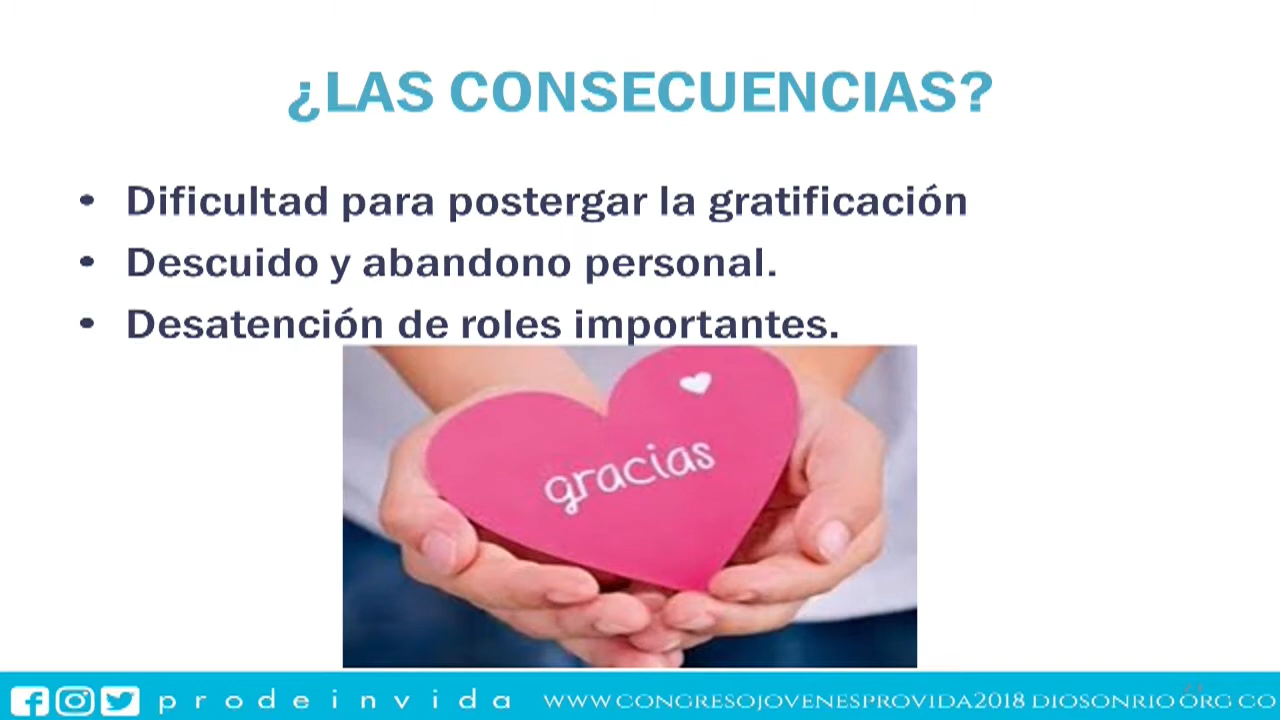 ¿LAS CONSECUENCIAS?
• Dificultad para postergar la gratificación
• Descuido y abandono personal.
• Desatención de roles importantes.
gracias
prodeinvida WWW.CONGRESOJOVENESPROVIDA2018 DIOSONRIO ORG CO